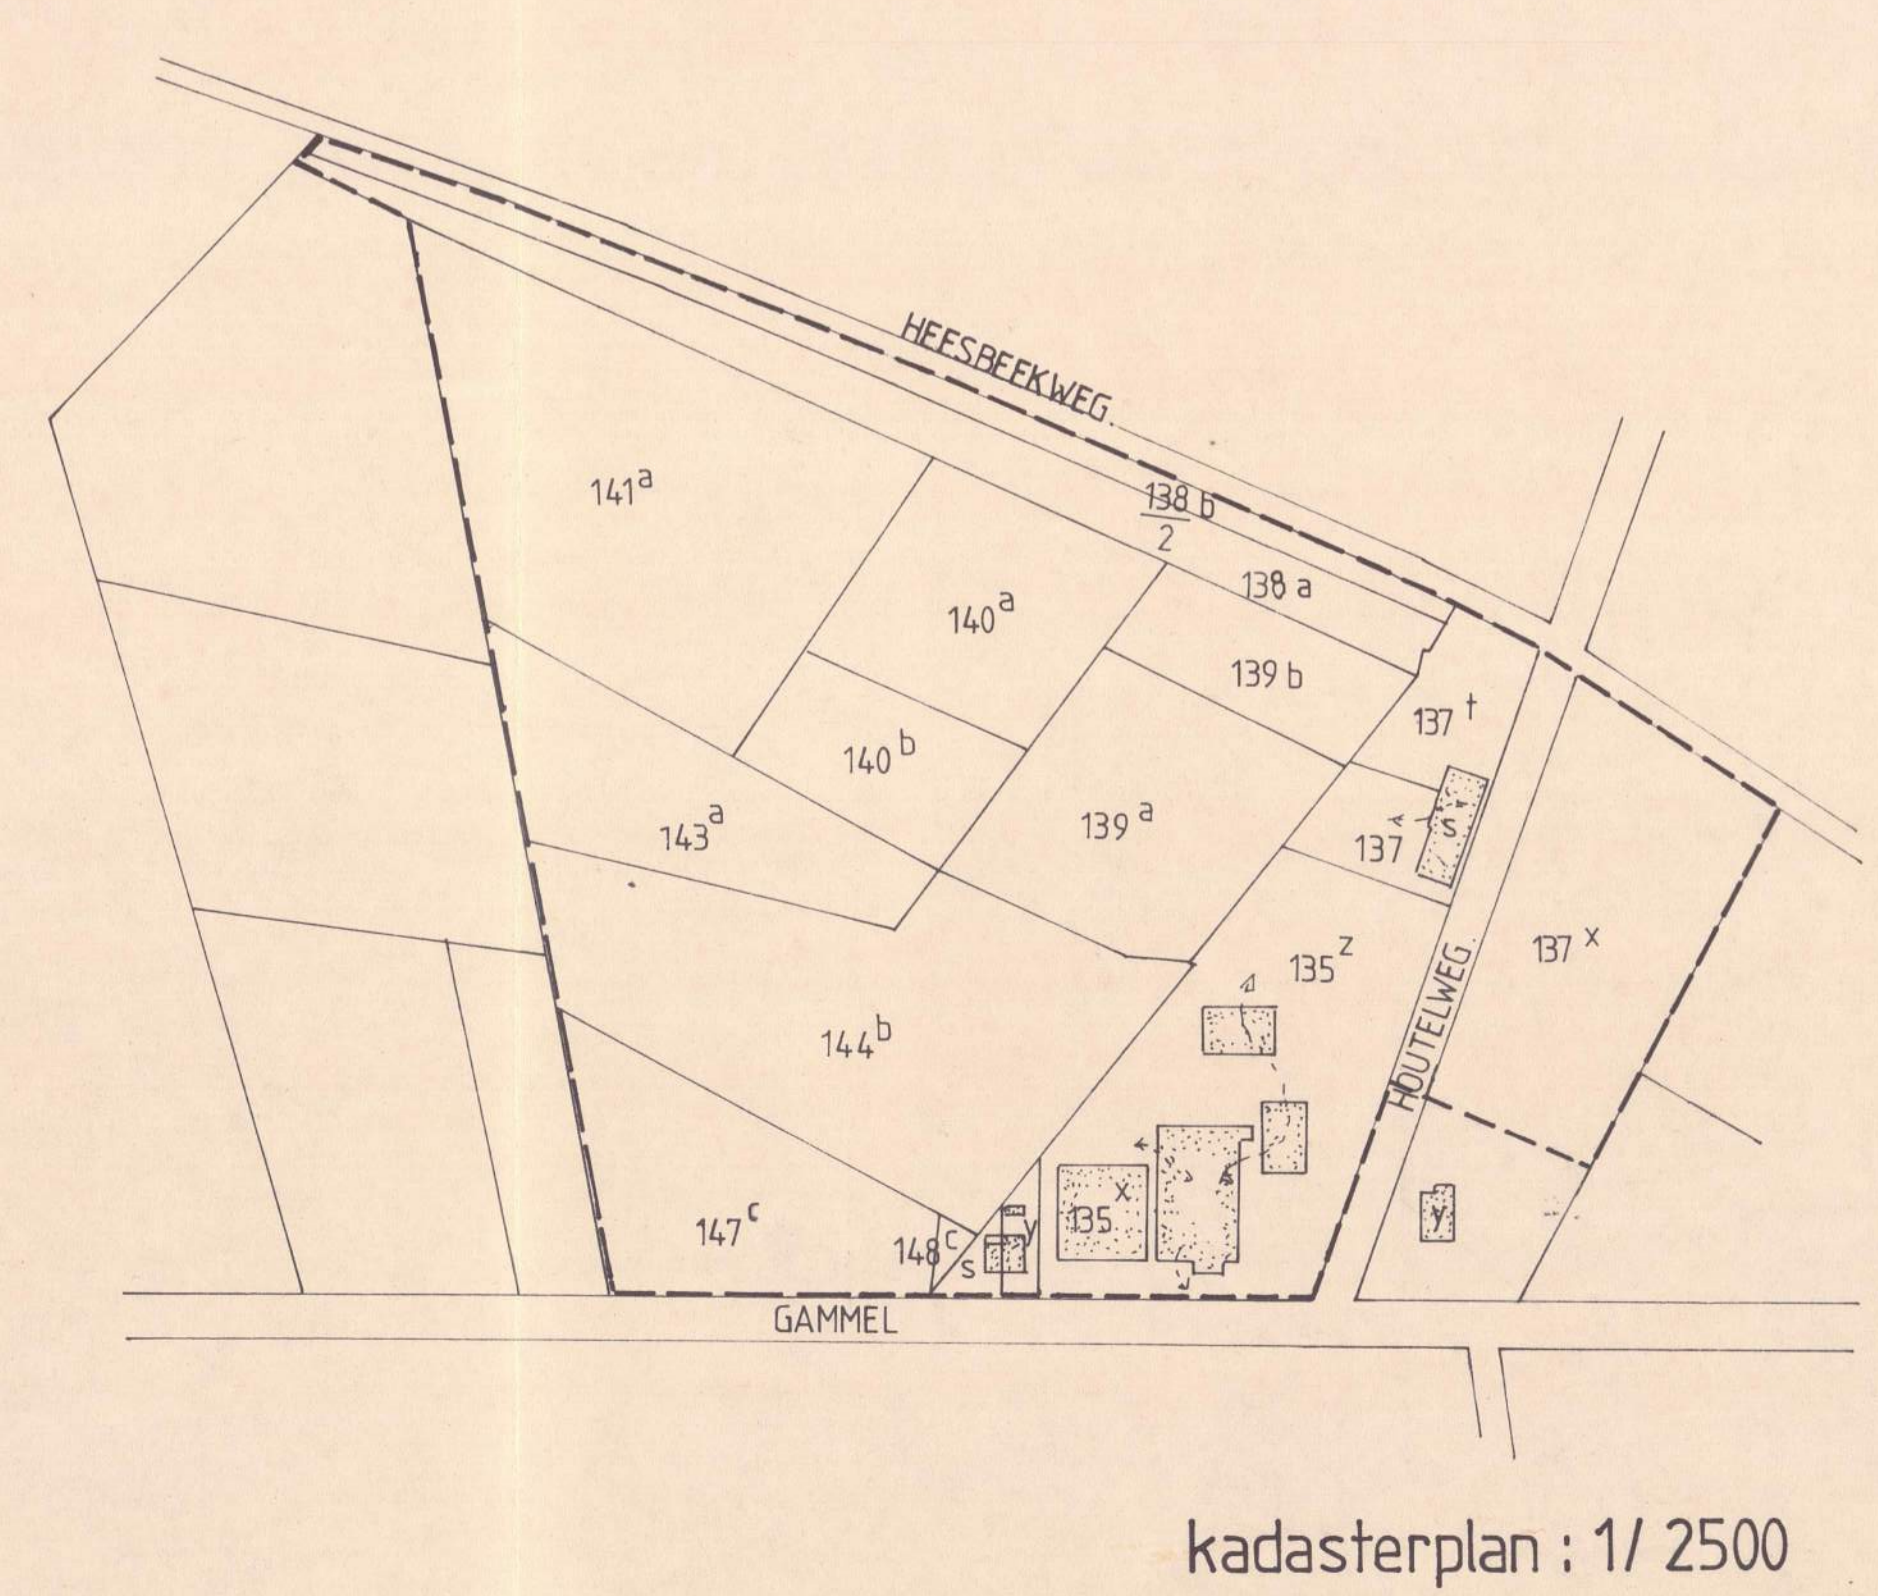 HEESBEEKWEG.
141a
138 b
2
138 a
140a
139 b
137 t
140 b
143a
139 a
137 s
137 x
135 z
144b
HOUTELWEG.
147c
148c
s
y
135 x
y
GAMMEL
kadasterplan : 1/ 2500